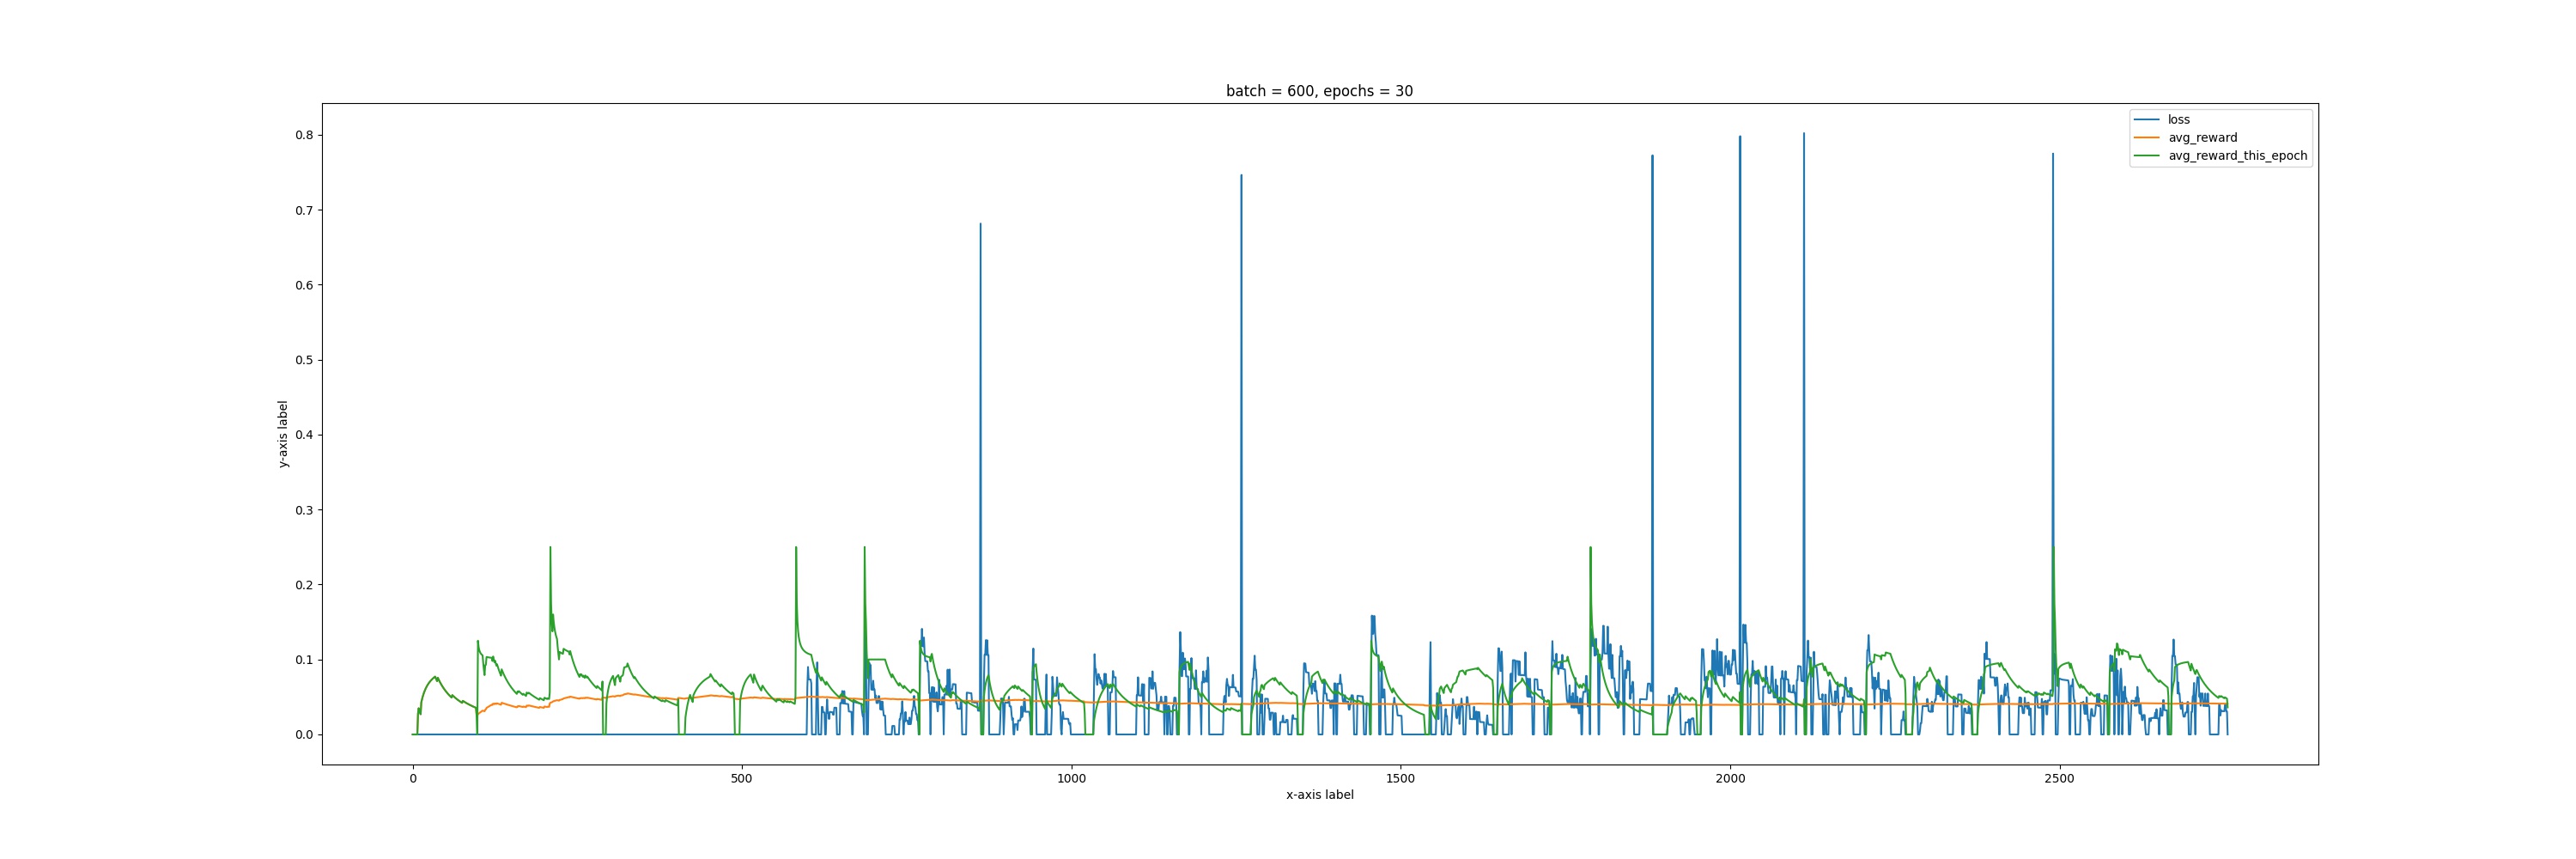 batch = 600, epochs = 30
loss
avg_reward
avg_reward_this_epoch
0.8
0.7
0.6
0.5
0.4
0.3
0.2
0.1
0.0
y-axis label
0 500 1000 1500 2000 2500
x-axis label